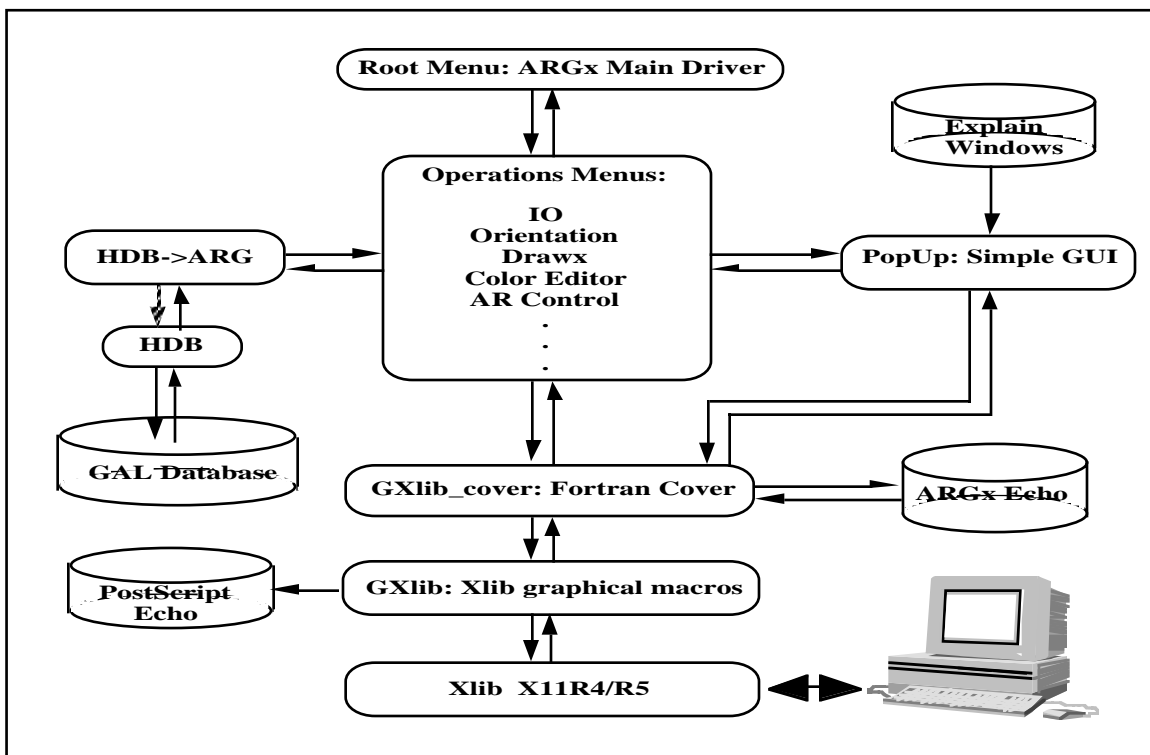 Root Menu: ARGx Main Driver
Explain
Windows
Operations Menus:
IO
Orientation
Drawx
Color Editor
AR Control
.
.
.
HDB->ARG
PopUp: Simple GUI
HDB
GAL Database
GXlib_cover: Fortran Cover
ARGx Echo
PostScript
Echo
GXlib: Xlib graphical macros
Xlib X11R4/R5